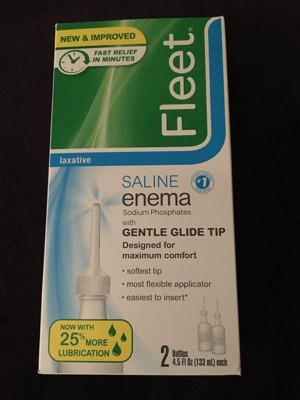 NEW & IMPROVED
FAST RELIEF
IN MINUTES
Fleet®
laxative
SALINE
enema
#1
Sodium Phosphates
with
GENTLE GLIDE TIP
Designed for
maximum comfort
• softest tip
• most flexible applicator
• easiest to insert*
NOW WITH
25% MORE
LUBRICATION
2 Bottles
4.5 Fl Oz (133 mL) each